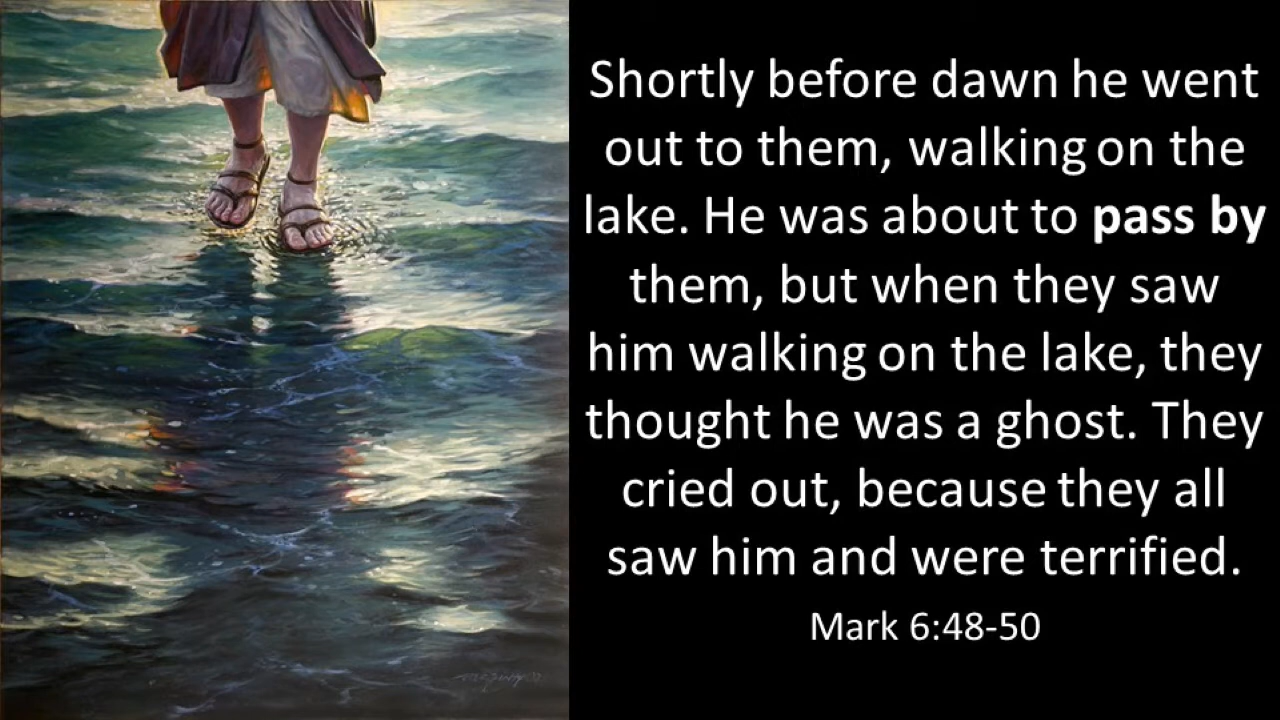 Shortly before dawn he went
out to them, walking on the
lake. He was about to pass by
them, but when they saw
him walking on the lake, they
thought he was a ghost. They
cried out, because they all
saw him and were terrified.
Mark 6:48-50